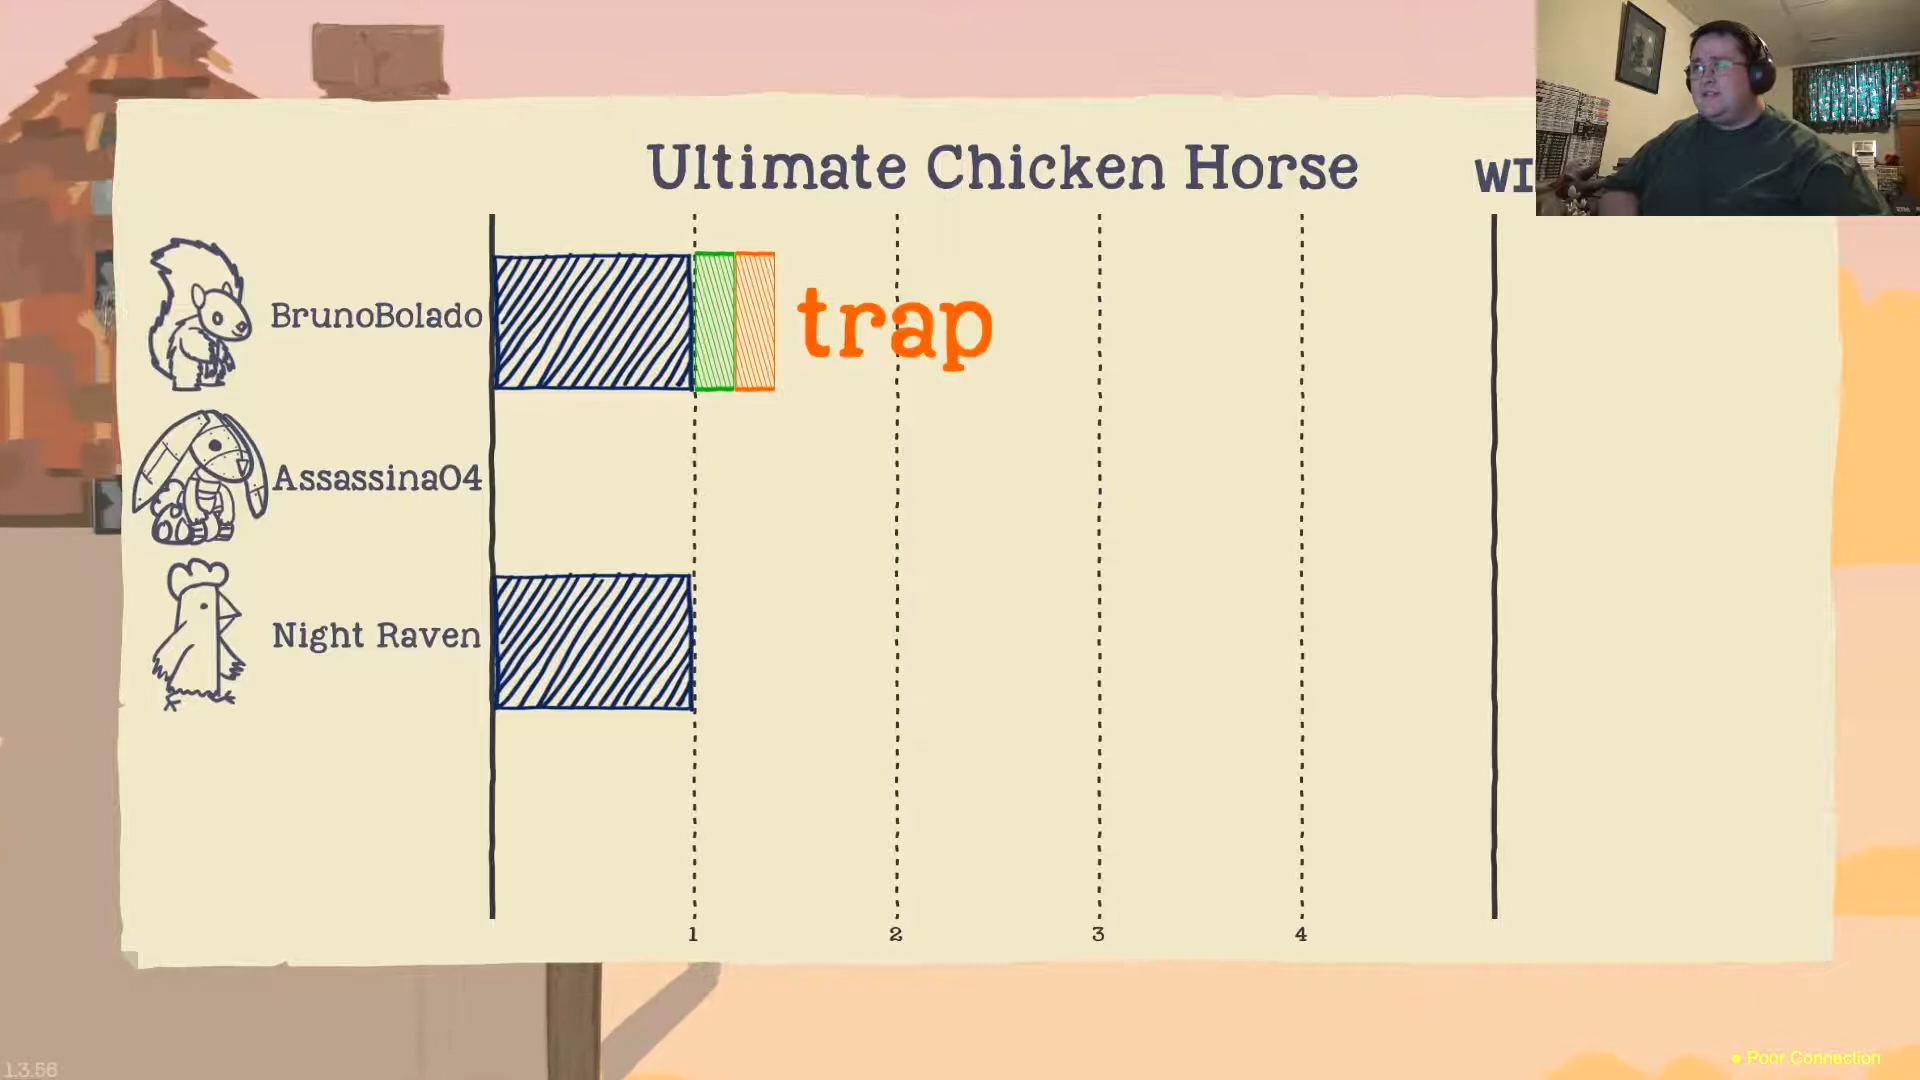 Ultimate Chicken Horse
WI
BrunoBolado
trap
Assassina04
Night Raven
1 2 3 4
1.3.56
Poor Connection